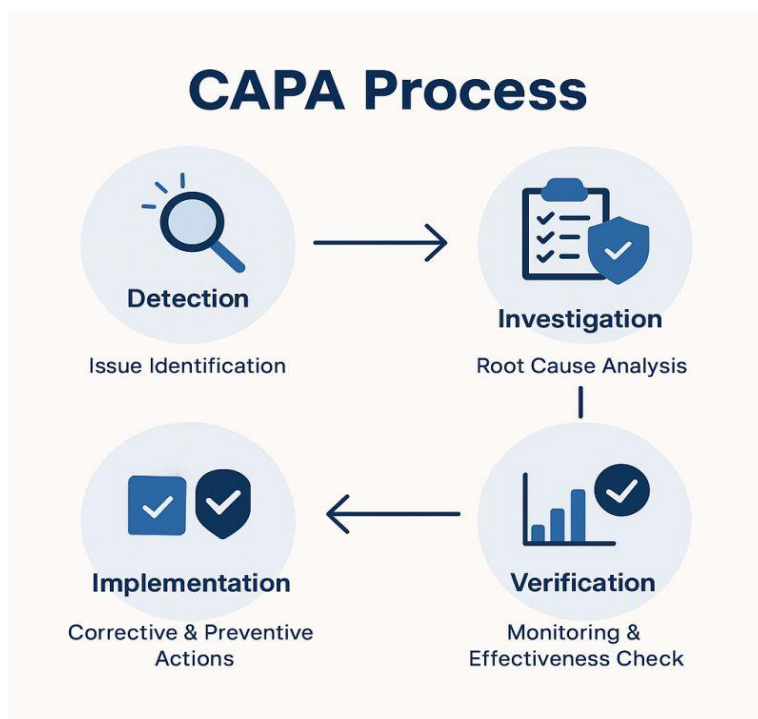 CAPA Process
Detection
Issue Identification
Investigation
Root Cause Analysis
Implementation
Corrective & Preventive
Actions
Verification
Monitoring &
Effectiveness Check